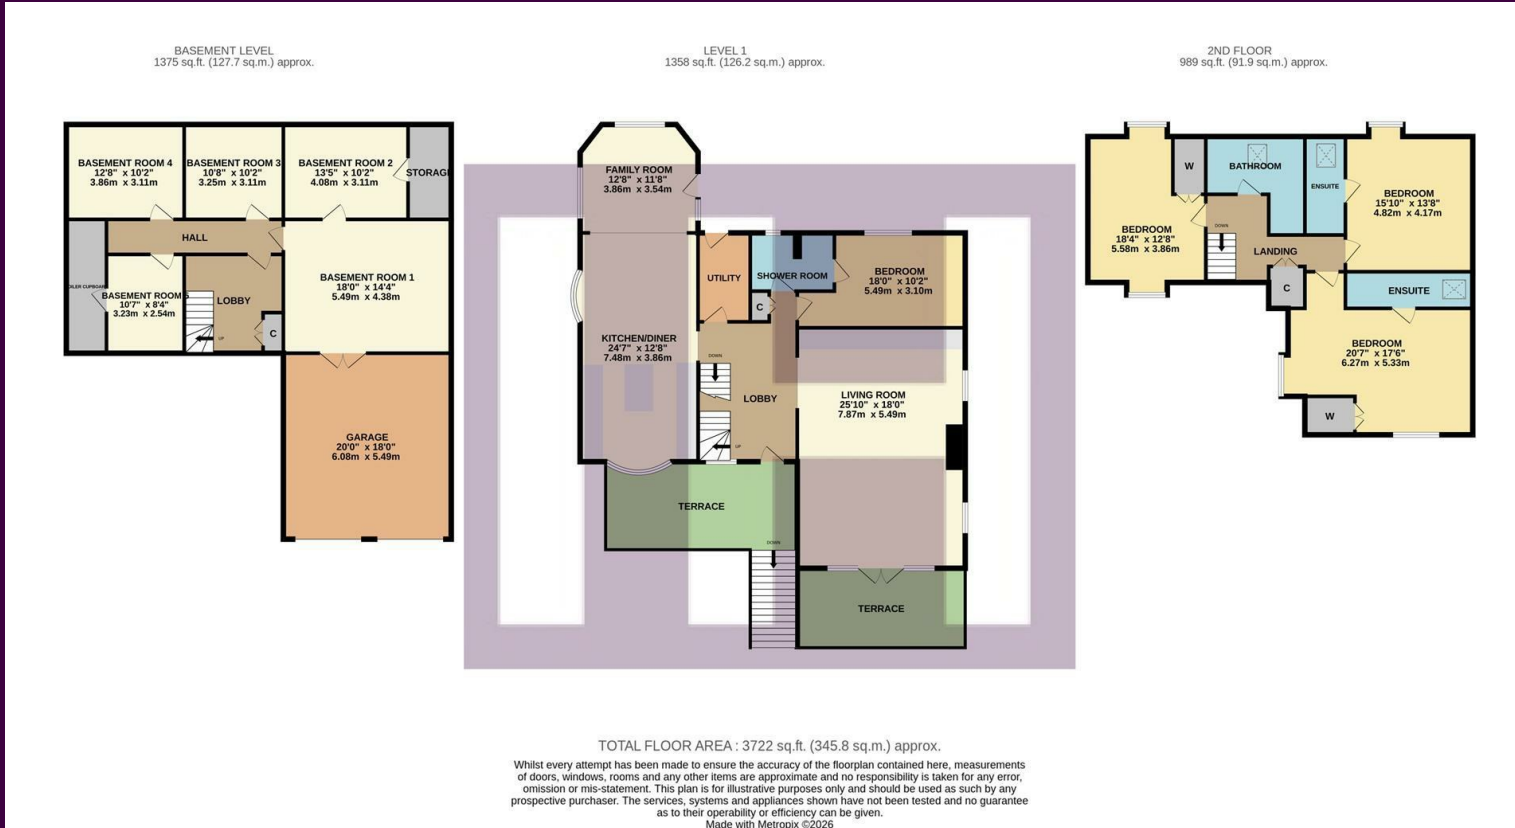 BASEMENT LEVEL
1375 sq.ft. (127.7 sq.m.) approx.
BASEMENT ROOM 4
12'8" x 10'2"
3.86m x 3.11m
BASEMENT ROOM 3
10'8" x 10'2"
3.25m x 3.11m
BASEMENT ROOM 2
13'5" x 10'2"
4.08m x 3.11m
STORAGE
HALL
BASEMENT ROOM 1
18'0" x 14'4"
5.49m x 4.38m
CUPBOARD
BASEMENT ROOM
10'7" x 8'4"
3.23m x 2.54m
LOBBY
UP
C
GARAGE
20'0" x 18'0"
6.08m x 5.49m
LEVEL 1
1358 sq.ft. (126.2 sq.m.) approx.
FAMILY ROOM
12'8" x 11'8"
3.86m x 3.54m
UTILITY
SHOWER ROOM
C
BEDROOM
18'0" x 10'2"
5.49m x 3.10m
KITCHEN/DINER
24'7" x 12'8"
7.48m x 3.86m
DOWN
LOBBY
UP
LIVING ROOM
25'10" x 18'0"
7.87m x 5.49m
TERRACE
DOWN
TERRACE
2ND FLOOR
989 sq.ft. (91.9 sq.m.) approx.
W
BATHROOM
ENSUITE
BEDROOM
15'10" x 13'8"
4.82m x 4.17m
BEDROOM
18'4" x 12'8"
5.58m x 3.86m
DOWN
LANDING
C
ENSUITE
BEDROOM
20'7" x 17'6"
6.27m x 5.33m
W
TOTAL FLOOR AREA : 3722 sq.ft. (345.8 sq.m.) approx.
Whilst every attempt has been made to ensure the accuracy of the floorplan contained here, measurements
of doors, windows, rooms and any other items are approximate and no responsibility is taken for any error,
omission or mis-statement. This plan is for illustrative purposes only and should be used as such by any
prospective purchaser. The services, systems and appliances shown have not been tested and no guarantee
as to their operability or efficiency can be given.
Made with Metropix ©2026